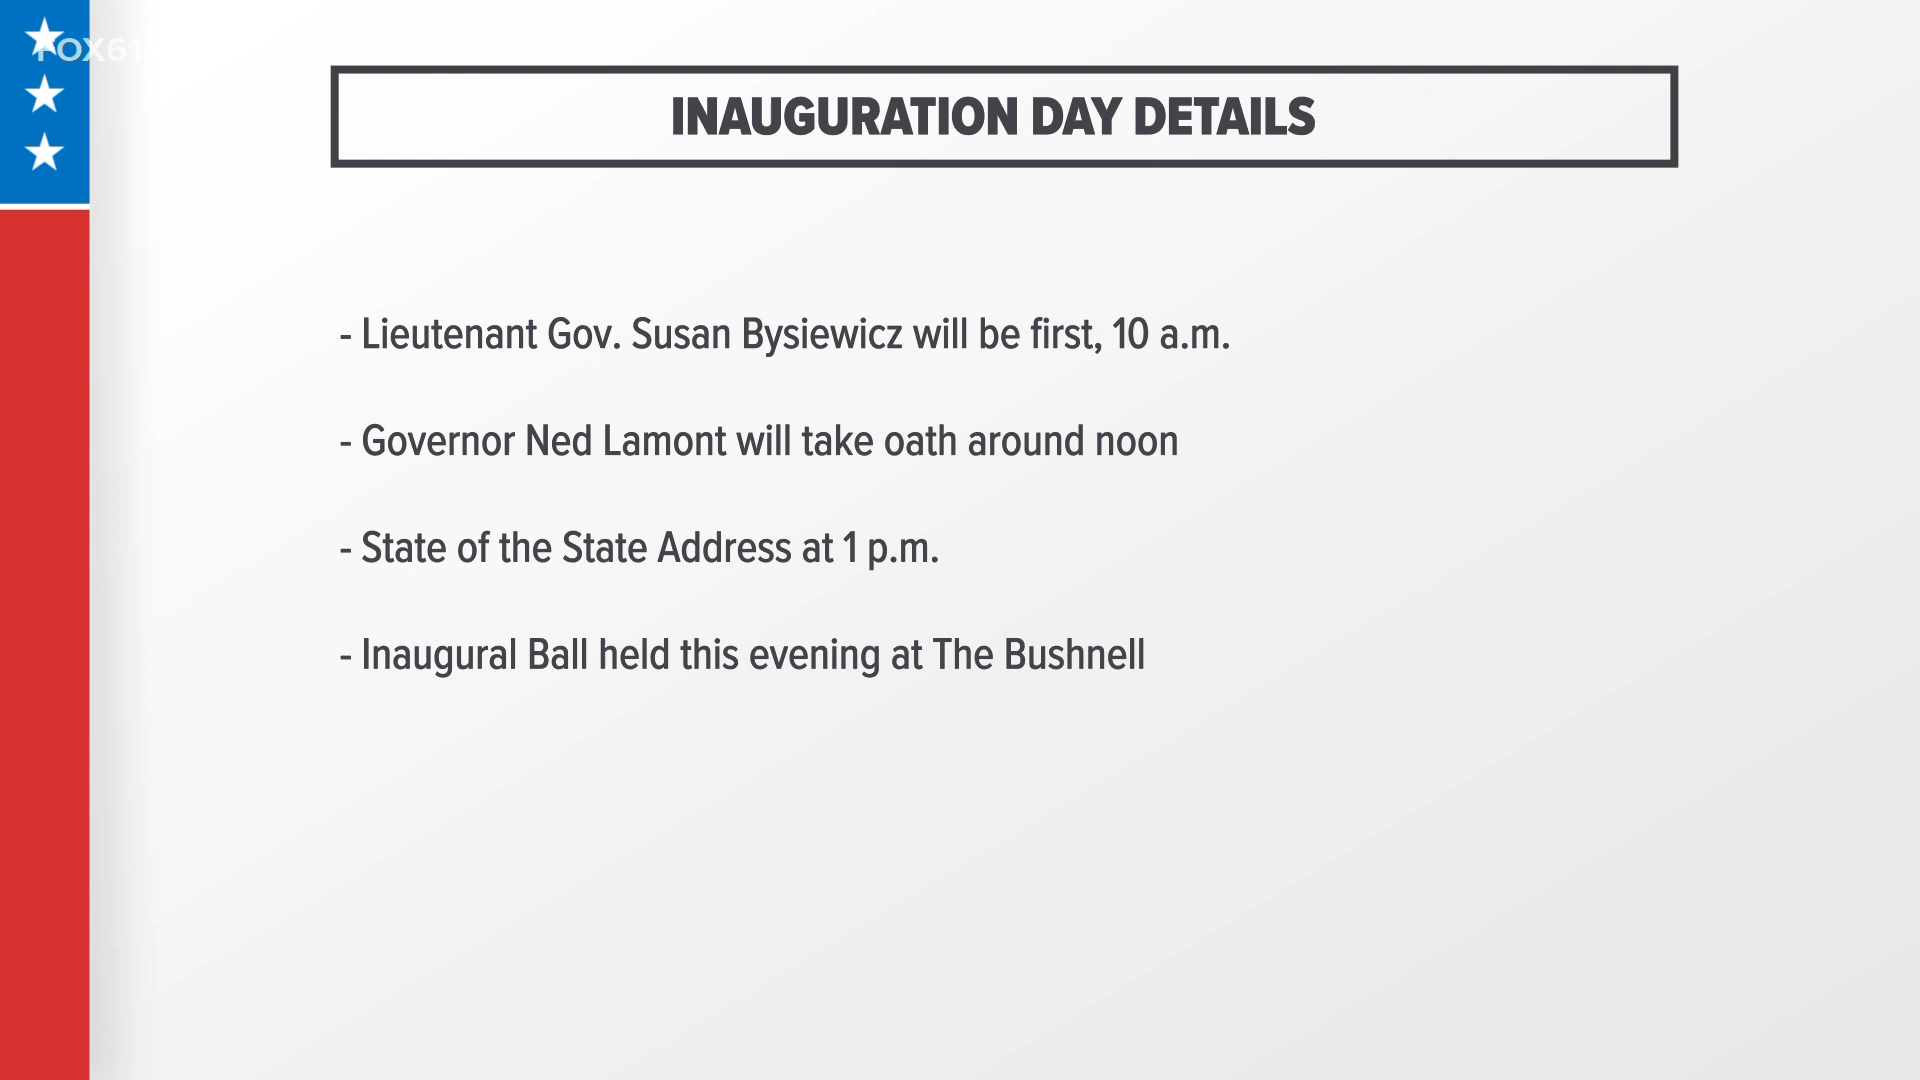 FOX61
INAUGURATION DAY DETAILS
- Lieutenant Gov. Susan Bysiewicz will be first, 10 a.m.
- Governor Ned Lamont will take oath around noon
- State of the State Address at 1 p.m.
- Inaugural Ball held this evening at The Bushnell